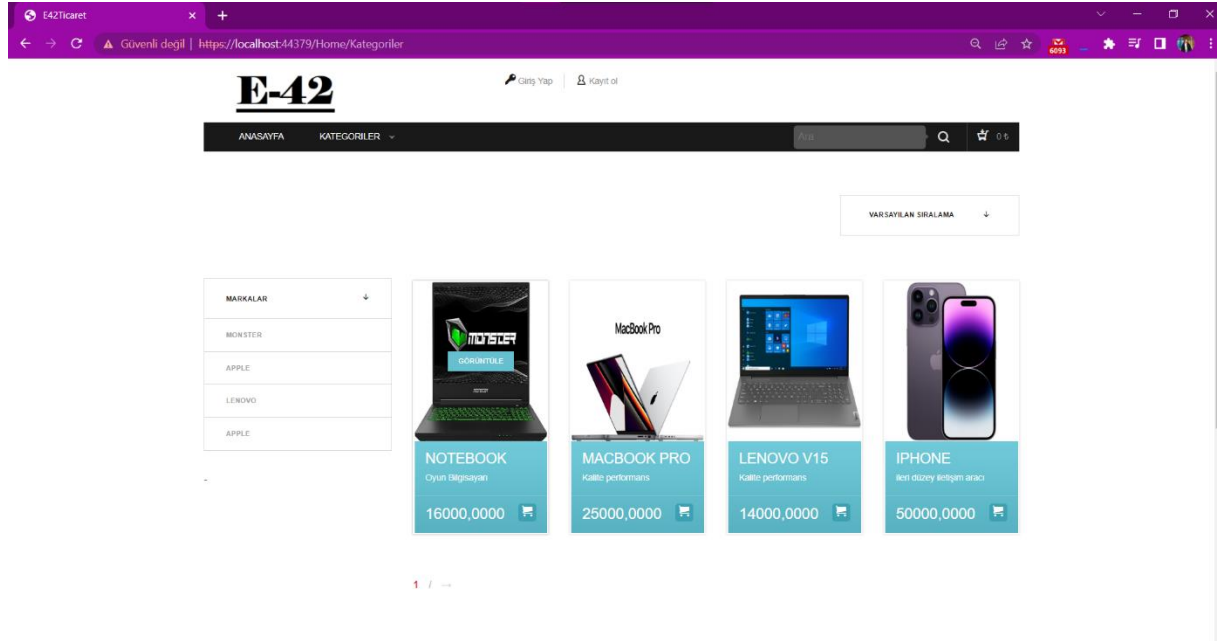 E42Ticaret
Güvenli değil | https://localhost:44379/Home/Kategoriler
6093
E-42
Giriş Yap
Kayıt ol
ANASAYFA KATEGORILER
Ara
0 ₺
VARSAYILAN SIRALAMA
MARKALAR
MONSTER
APPLE
LENOVO
APPLE
MONSTER
GÖRÜNTÜLE
NOTEBOOK
Oyun Bilgisayarı
16000,0000
MacBook Pro
MACBOOK PRO
Kalite performans
25000,0000
LENOVO V15
Kalite performans
14000,0000
IPHONE
Ileri düzey iletişim aracı
50000,0000
1 / →